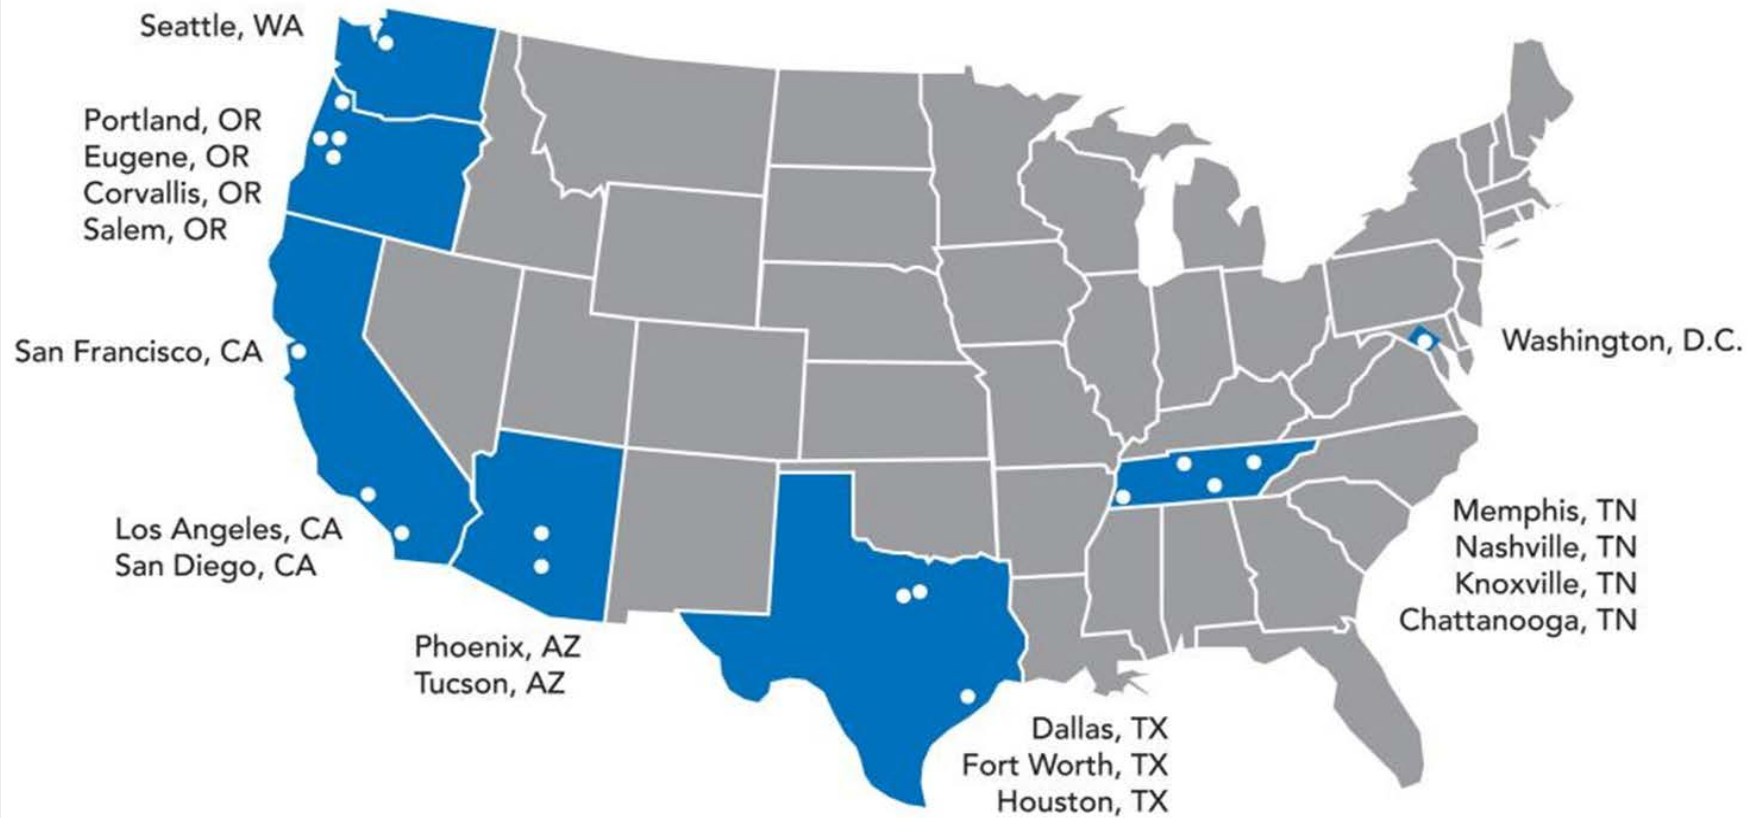 Seattle, WA
Portland, OR
Eugene, OR
Corvallis, OR
Salem, OR
San Francisco, CA
Washington, D.C.
Los Angeles, CA
San Diego, CA
Phoenix, AZ
Tucson, AZ
Memphis, TN
Nashville, TN
Knoxville, TN
Chattanooga, TN
Dallas, TX
Fort Worth, TX
Houston, TX